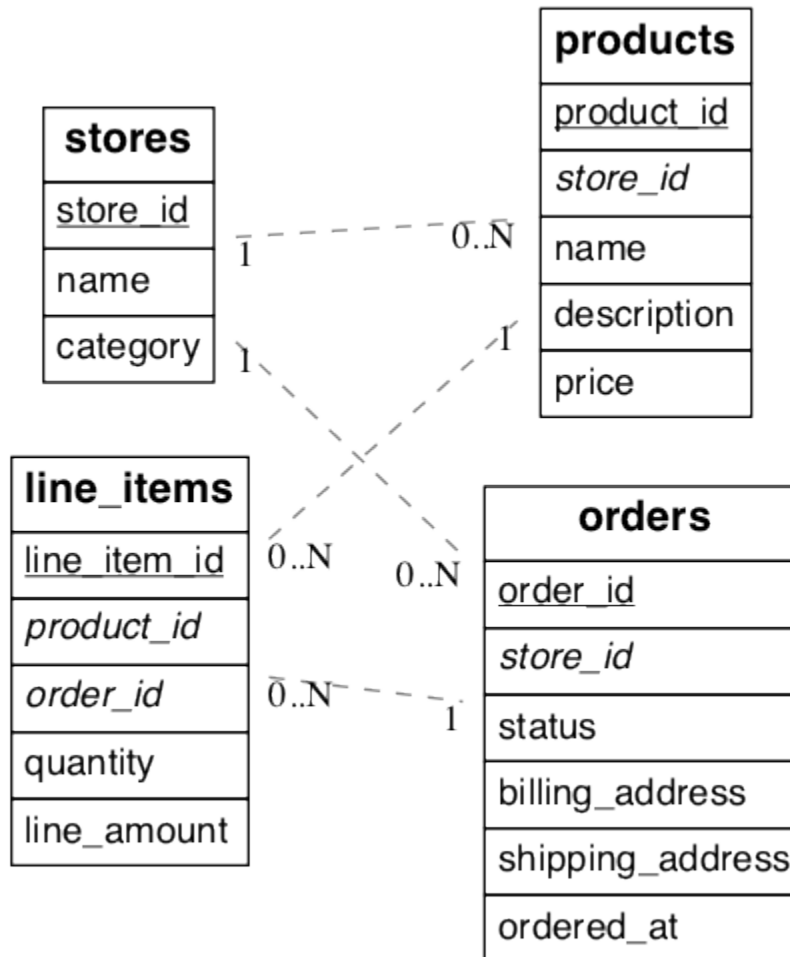 products
product_id
store_id
name
description
price
stores
store_id
name
category
1
0..N
1
0..N
1
0..N
0..N
1
line_items
line_item_id
product_id
order_id
quantity
line_amount
orders
order_id
store_id
status
billing_address
shipping_address
ordered_at